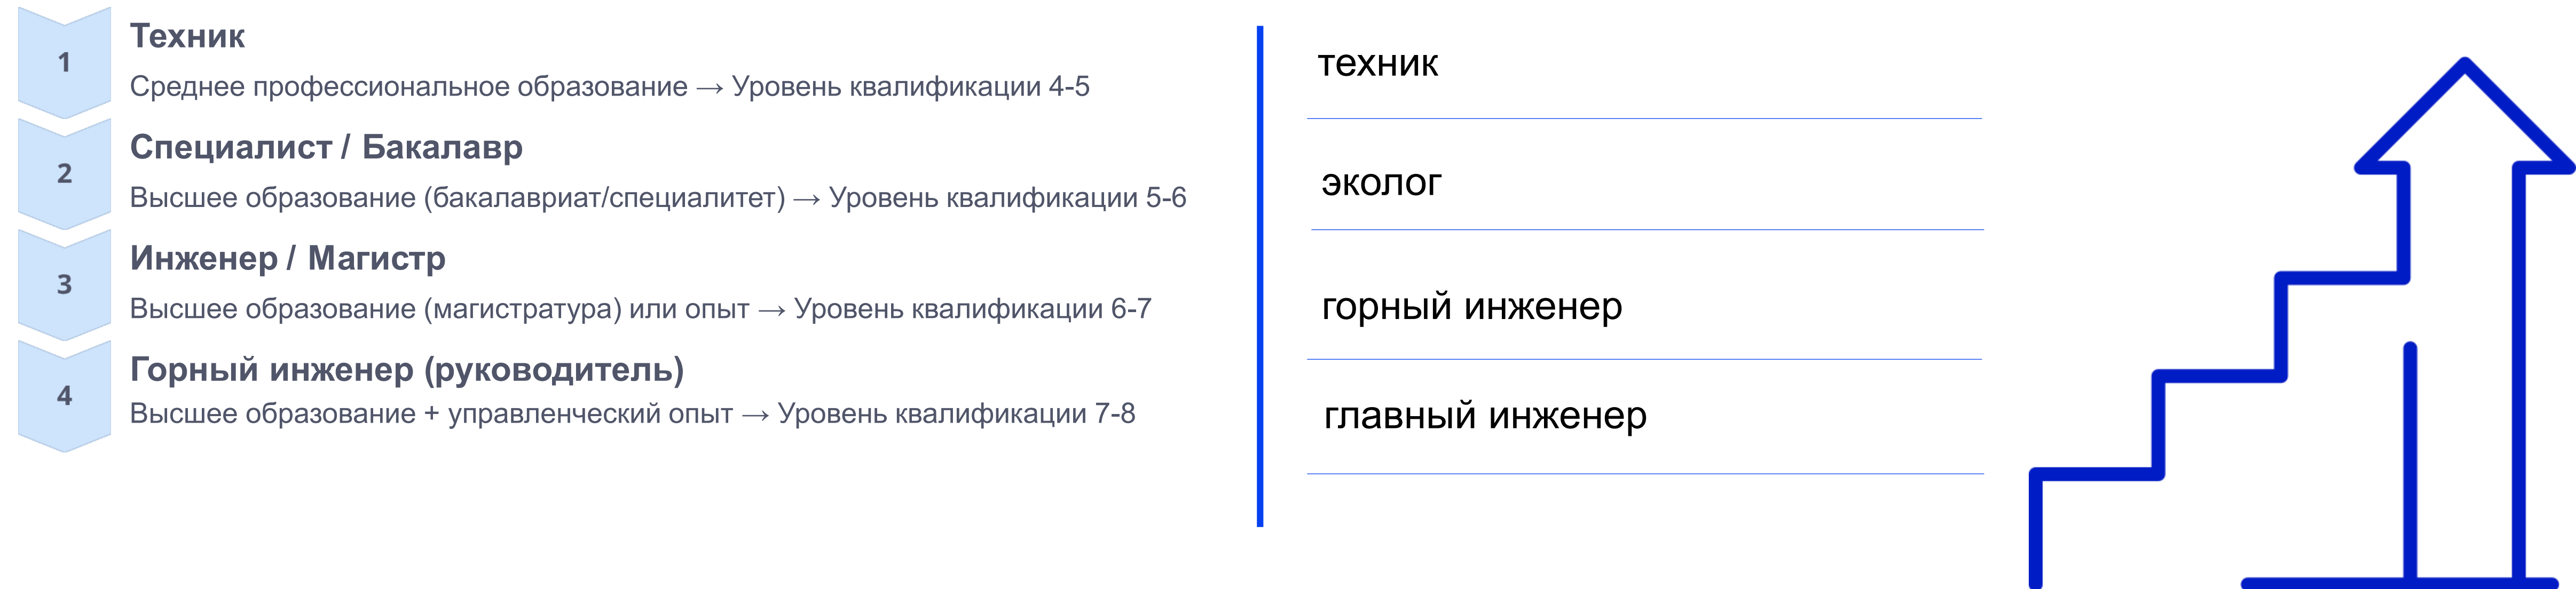 1
Техник
Среднее профессиональное образование → Уровень квалификации 4-5
2
Специалист / Бакалавр
Высшее образование (бакалавриат/специалитет) → Уровень квалификации 5-6
3
Инженер / Магистр
Высшее образование (магистратура) или опыт → Уровень квалификации 6-7
4
Горный инженер (руководитель)
Высшее образование + управленческий опыт → Уровень квалификации 7-8
техник
эколог
горный инженер
главный инженер